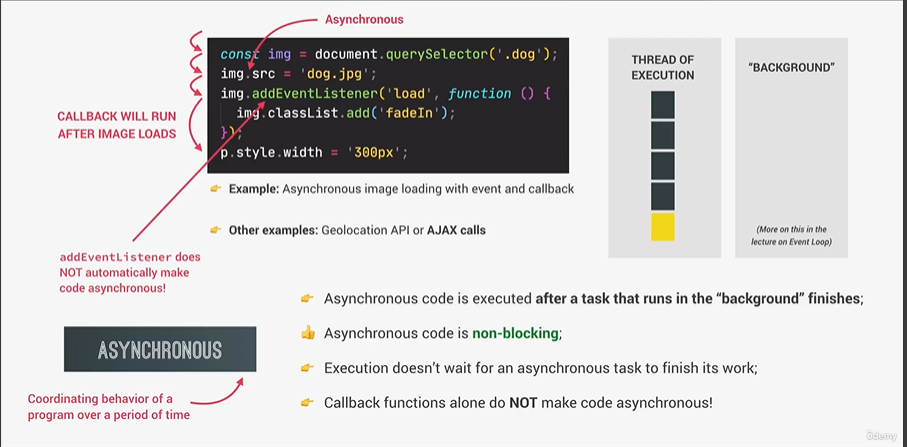 Asynchronous
const img = document.querySelector('.dog');
img.src = 'dog.jpg';
img.addEventListener('load', function () {
img.classList.add('fadeIn');
});
p.style.width = '300px';
CALLBACK WILL RUN
AFTER IMAGE LOADS
THREAD OF
EXECUTION
“BACKGROUND”
(More on this in the
lecture on Event Loop)
👉 Example: Asynchronous image loading with event and callback
👉 Other examples: Geolocation API or AJAX calls
addEventListener does
NOT automatically make
code asynchronous!
👉 Asynchronous code is executed after a task that runs in the “background” finishes;
👍 Asynchronous code is non-blocking;
👉 Execution doesn’t wait for an asynchronous task to finish its work;
👉 Callback functions alone do NOT make code asynchronous!
ASYNCHRONOUS
Coordinating behavior of a
program over a period of time
ûdemy